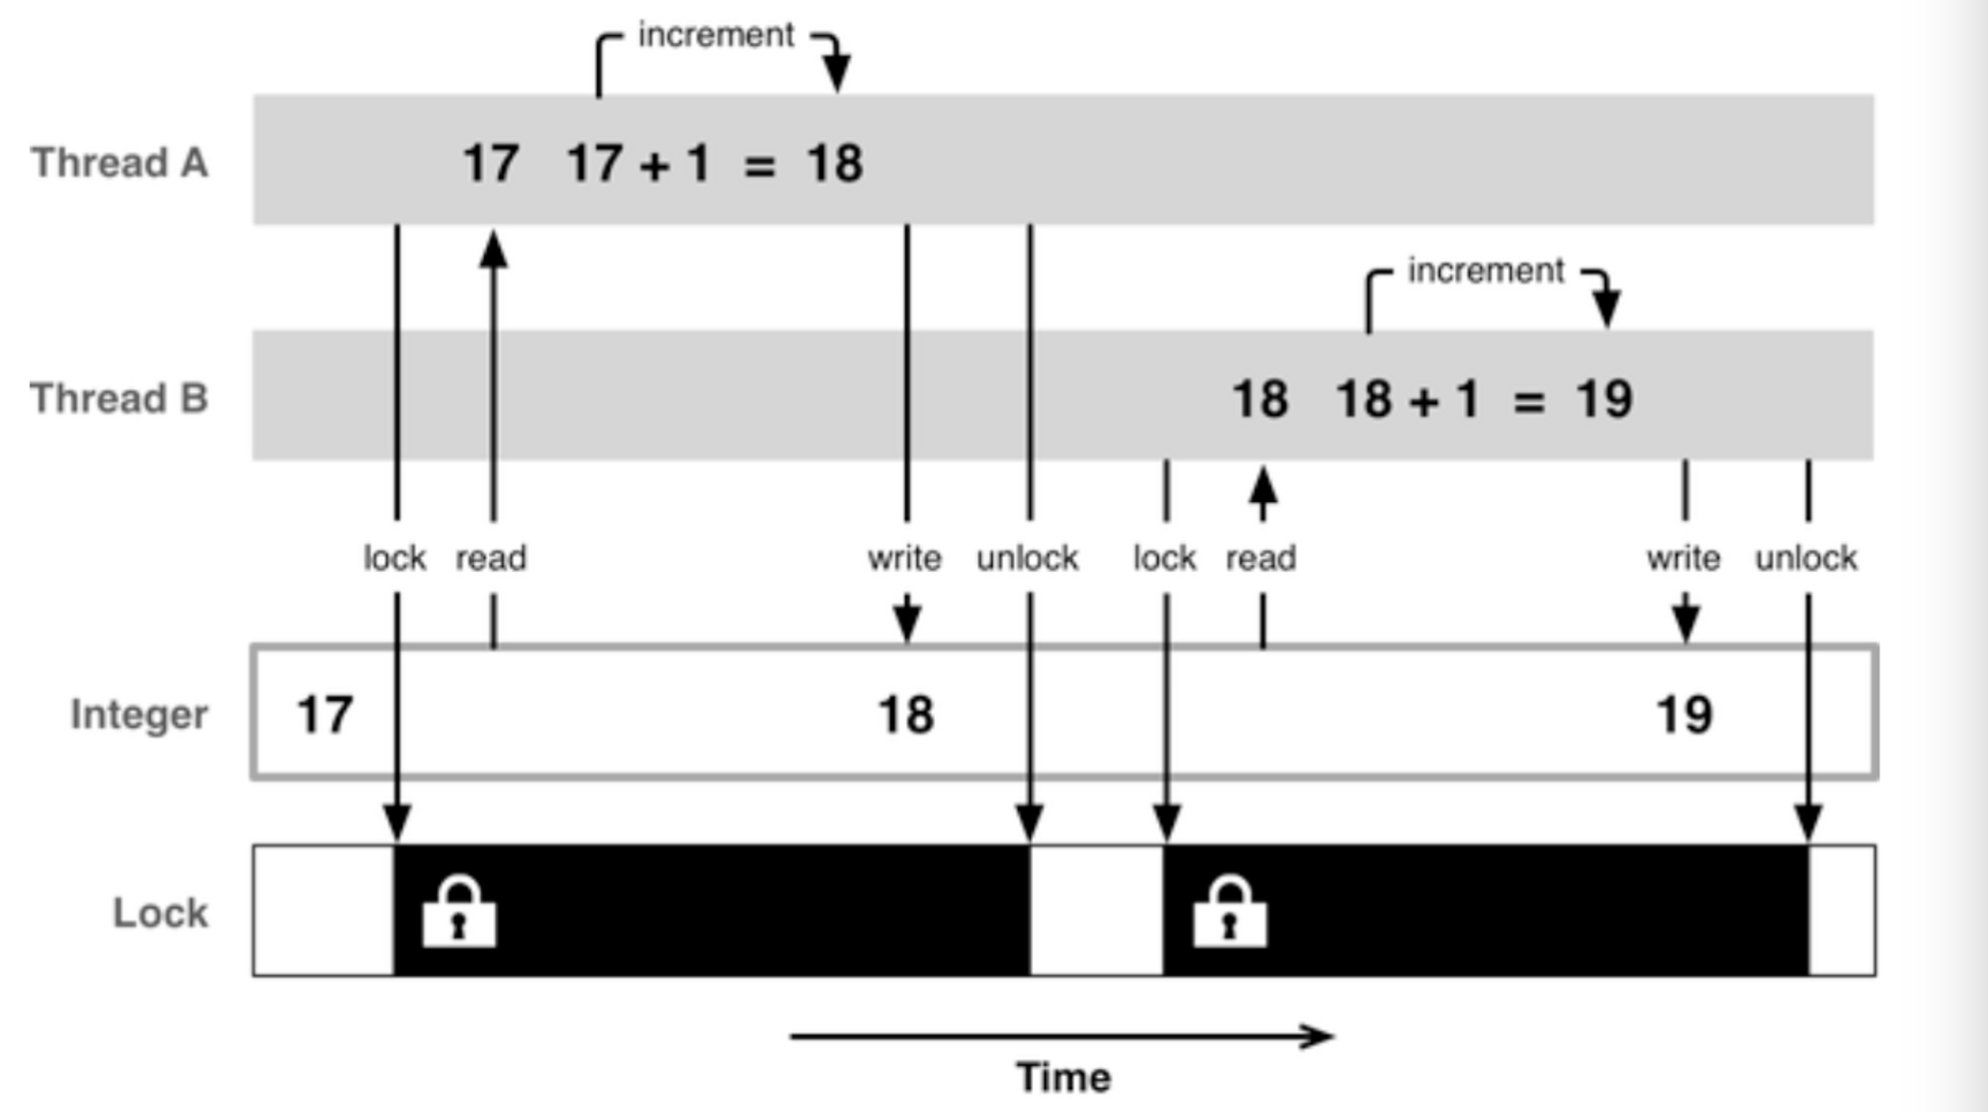 increment
Thread A
17 17 + 1 = 18
increment
Thread B
18 18 + 1 = 19
lock read write unlock lock read write unlock
Integer
17 18 19
Lock
Time